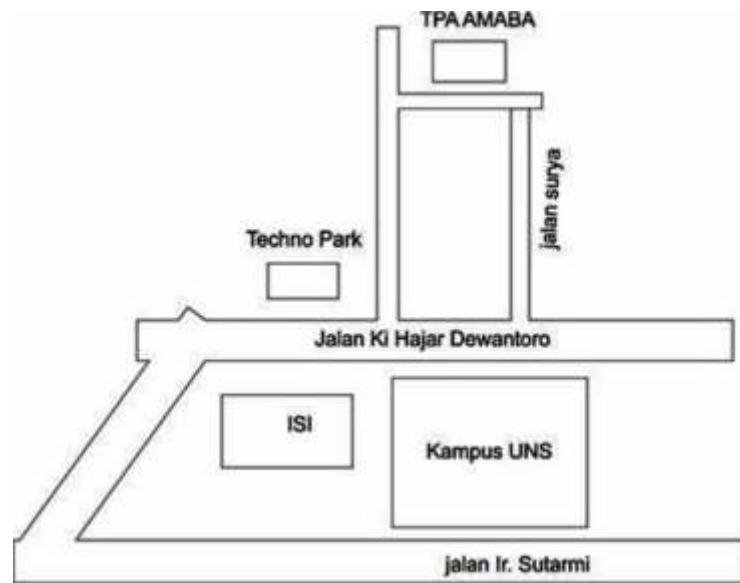 TPA AMABA
jalan surya
Techno Park
Jalan Ki Hajar Dewantoro
ISI
Kampus UNS
jalan Ir. Sutarmi